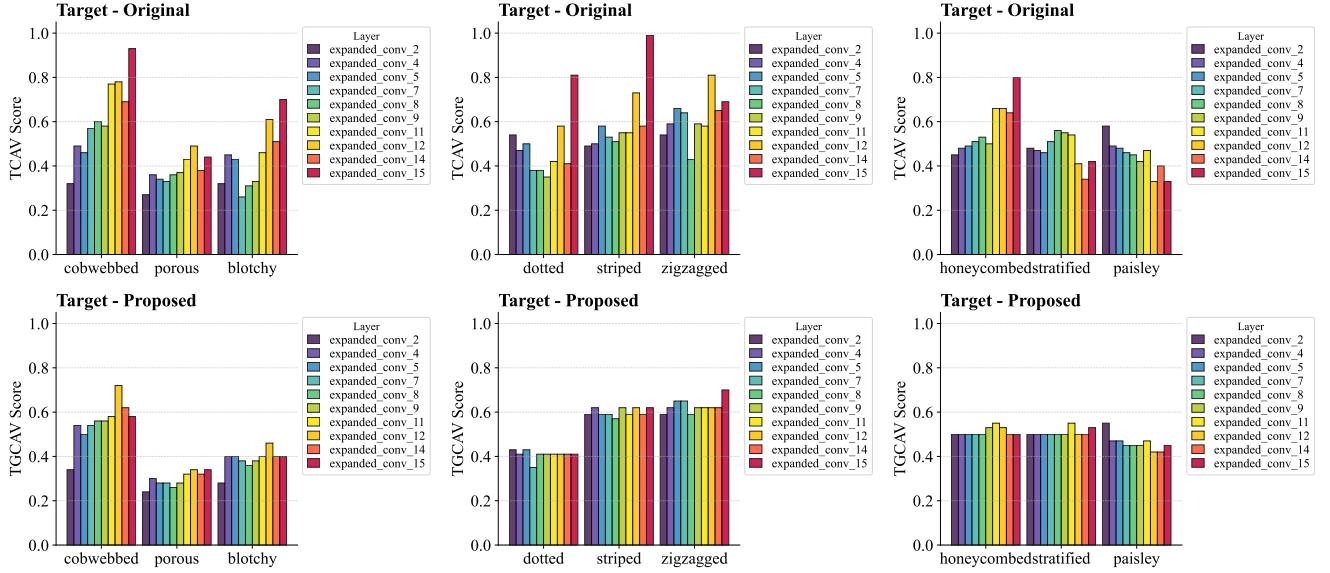 Target - Original
TCAV Score
1.0
0.8
0.6
0.4
0.2
0.0
cobwebbed porous blotchy
Layer
expanded_conv_2
expanded_conv_4
expanded_conv_5
expanded_conv_7
expanded_conv_8
expanded_conv_9
expanded_conv_11
expanded_conv_12
expanded_conv_14
expanded_conv_15
Target - Original
TCAV Score
1.0
0.8
0.6
0.4
0.2
0.0
dotted striped zigzagged
Layer
expanded_conv_2
expanded_conv_4
expanded_conv_5
expanded_conv_7
expanded_conv_8
expanded_conv_9
expanded_conv_11
expanded_conv_12
expanded_conv_14
expanded_conv_15
Target - Original
TCAV Score
1.0
0.8
0.6
0.4
0.2
0.0
honeycombed stratified paisley
Layer
expanded_conv_2
expanded_conv_4
expanded_conv_5
expanded_conv_7
expanded_conv_8
expanded_conv_9
expanded_conv_11
expanded_conv_12
expanded_conv_14
expanded_conv_15
Target - Proposed
TGCAV Score
1.0
0.8
0.6
0.4
0.2
0.0
cobwebbed porous blotchy
Layer
expanded_conv_2
expanded_conv_4
expanded_conv_5
expanded_conv_7
expanded_conv_8
expanded_conv_9
expanded_conv_11
expanded_conv_12
expanded_conv_14
expanded_conv_15
Target - Proposed
TGCAV Score
1.0
0.8
0.6
0.4
0.2
0.0
dotted striped zigzagged
Layer
expanded_conv_2
expanded_conv_4
expanded_conv_5
expanded_conv_7
expanded_conv_8
expanded_conv_9
expanded_conv_11
expanded_conv_12
expanded_conv_14
expanded_conv_15
Target - Proposed
TGCAV Score
1.0
0.8
0.6
0.4
0.2
0.0
honeycombed stratified paisley
Layer
expanded_conv_2
expanded_conv_4
expanded_conv_5
expanded_conv_7
expanded_conv_8
expanded_conv_9
expanded_conv_11
expanded_conv_12
expanded_conv_14
expanded_conv_15